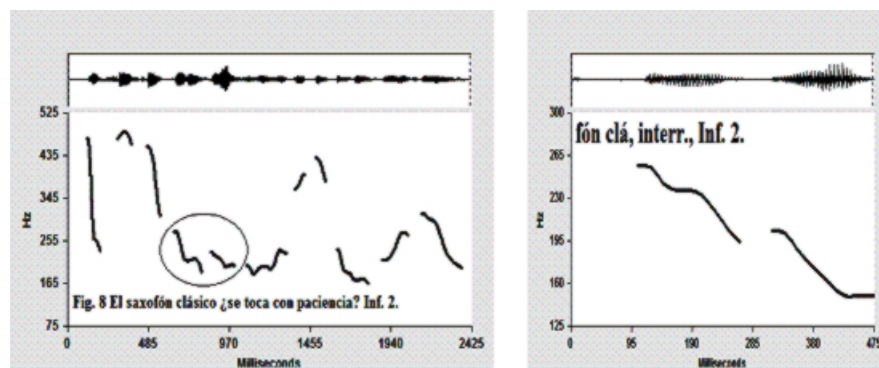 525
435
345
255
165
75
Hz
Fig. 8 El saxofón clásico ¿se toca con paciencia? Inf. 2.
0 485 970 1455 1940 2425
Milliseconds
300
265
230
195
160
125
Hz
fón clá, interr., Inf. 2.
0 95 190 285 380 475
Milliseconds